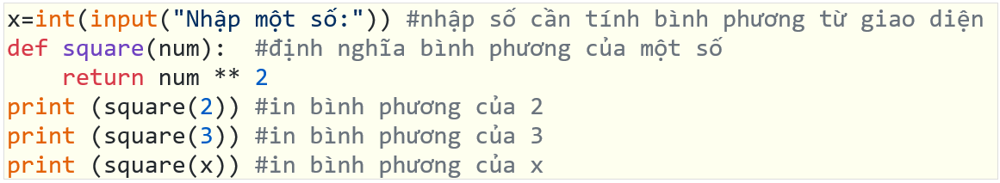 x=int(input("Nhập một số:")) #nhập số cần tính bình phương từ giao diện
def square(num):  #định nghĩa bình phương của một số
    return num ** 2
print (square(2)) #in bình phương của 2
print (square(3)) #in bình phương của 3
print (square(x)) #in bình phương của x